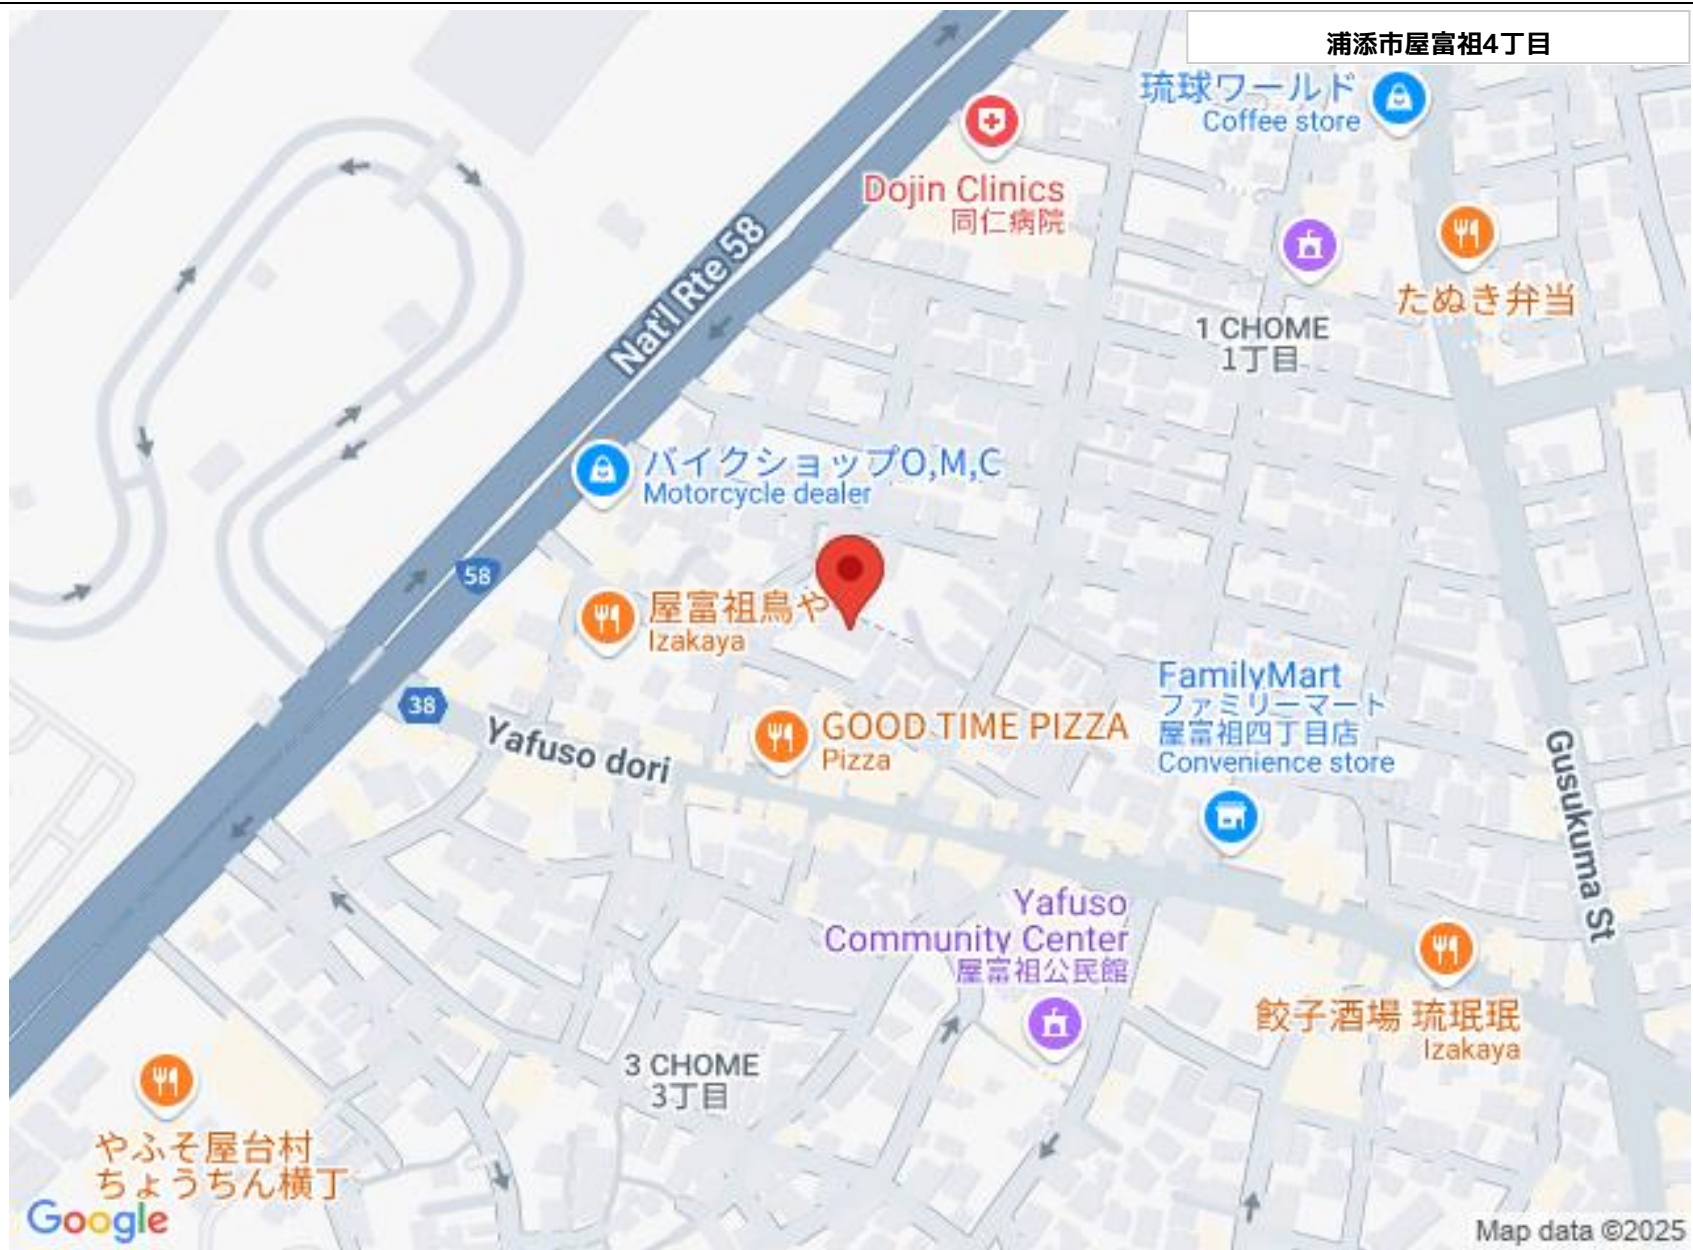 浦添市屋富祖4丁目
琉球ワールド
Coffee store
Dojin Clinics
同仁病院
たぬき弁当
Nat'l Rte 58
1 CHOME
1丁目
バイクショップO,M,C
Motorcycle dealer
58
屋富祖鳥や
Izakaya
38
Yafuso dori
GOOD TIME PIZZA
Pizza
FamilyMart
ファミリーマート
屋富祖四丁目店
Convenience store
Gusukuma St
Yafuso
Community Center
屋富祖公民館
餃子酒場 琉珉珉
Izakaya
3 CHOME
3丁目
やふそ屋台村
ちょうちん横丁
Google
Map data ©2025